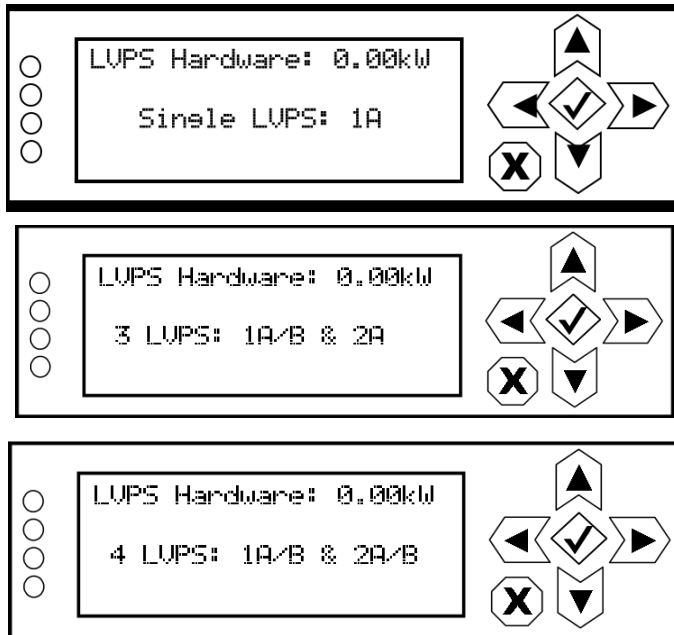 LVPS Hardware: 0.00kW
Single LVPS: 1A
X
LVPS Hardware: 0.00kW
3 LVPS: 1A/B & 2A
X
LVPS Hardware: 0.00kW
4 LVPS: 1A/B & 2A/B
X